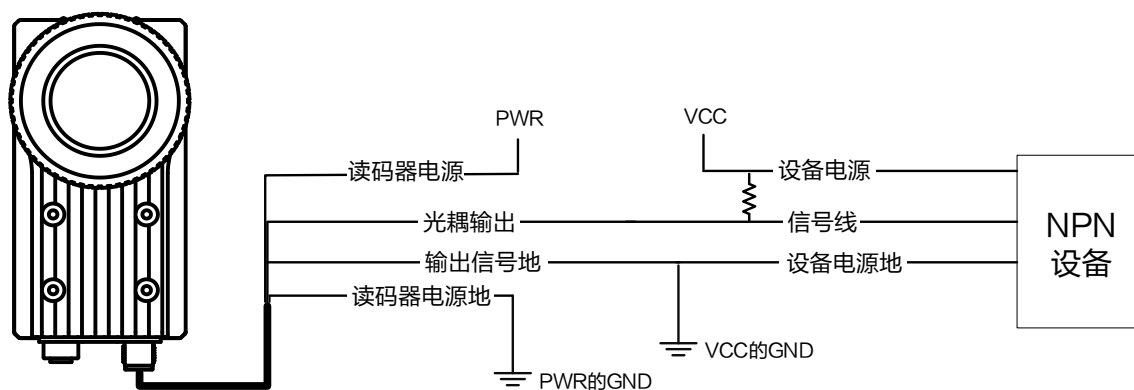 PWR
VCC
读码器电源
设备电源
光耦输出
信号线
NPN
设备
输出信号地
设备电源地
读码器电源地
VCC的GND
PWR的GND